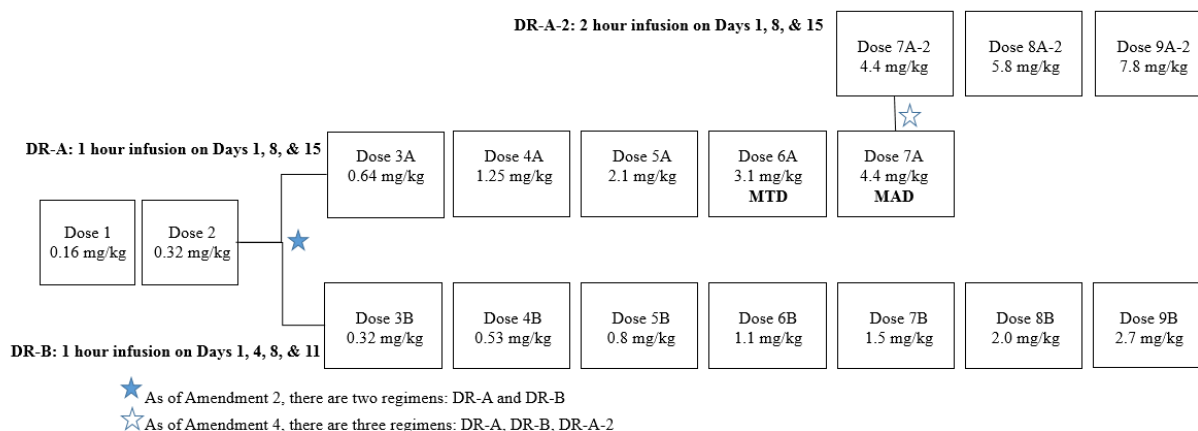 DR-A-2: 2 hour infusion on Days 1, 8, & 15
Dose 7A-2
4.4 mg/kg
Dose 8A-2
5.8 mg/kg
Dose 9A-2
7.8 mg/kg
DR-A: 1 hour infusion on Days 1, 8, & 15
Dose 3A
0.64 mg/kg
Dose 4A
1.25 mg/kg
Dose 5A
2.1 mg/kg
Dose 6A
3.1 mg/kg
MTD
Dose 7A
4.4 mg/kg
MAD
Dose 1
0.16 mg/kg
Dose 2
0.32 mg/kg
DR-B: 1 hour infusion on Days 1, 4, 8, & 11
Dose 3B
0.32 mg/kg
Dose 4B
0.53 mg/kg
Dose 5B
0.8 mg/kg
Dose 6B
1.1 mg/kg
Dose 7B
1.5 mg/kg
Dose 8B
2.0 mg/kg
Dose 9B
2.7 mg/kg
As of Amendment 2, there are two regimens: DR-A and DR-B
As of Amendment 4, there are three regimens: DR-A, DR-B, DR-A-2